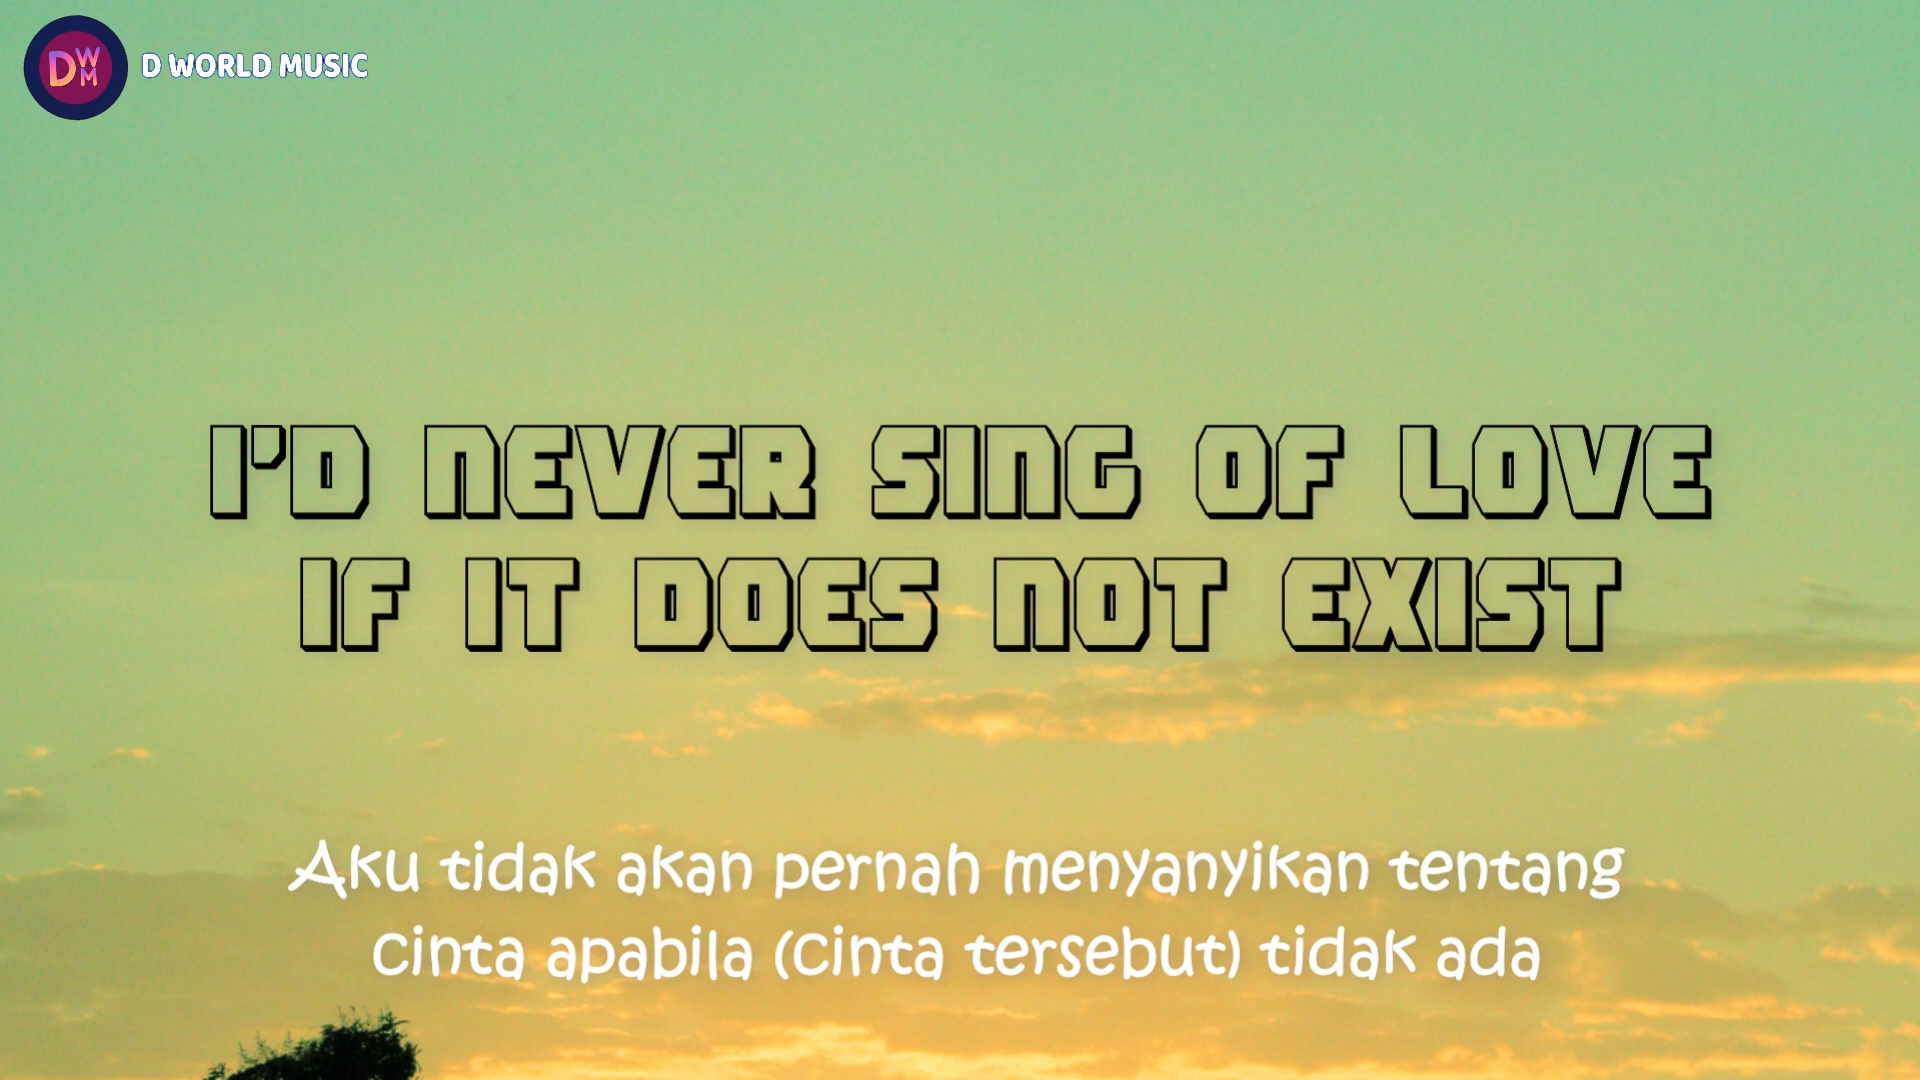 DWM
D WORLD MUSIC
I'D NEVER SING OF LOVE
IF IT DOES NOT EXIST
Aku tidak akan pernah menyanyikan tentang
cinta apabila (cinta tersebut) tidak ada